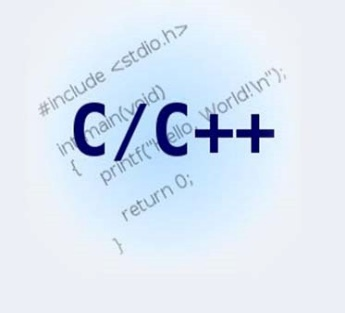 #include <stdio.h>
int main(void)
{ printf("Hello, World!\n");
return 0;
}
C/C++